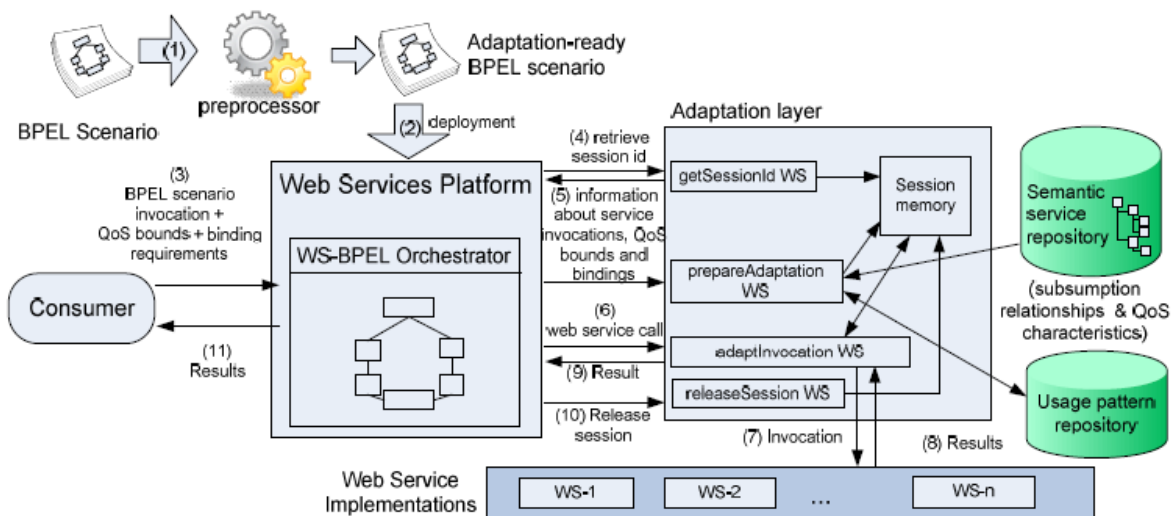 (1)
Adaptation-ready
BPEL scenario
preprocessor
BPEL Scenario
(2)
deployment
Adaptation layer
(4) retrieve
session id
(3)
BPEL scenario
invocation +
QoS bounds + binding
requirements
Web Services Platform
getSessionId WS
Session
memory
Semantic
service
repository
(5) information
about service
invocations, QoS
bounds and
bindings
WS-BPEL Orchestrator
prepareAdaptation
WS
(subsumption
relationships & QoS
characteristics)
Consumer
(6)
web service call
adaptInvocation WS
(11)
Results
(9) Result
releaseSession WS
Usage pattern
repository
(10) Release
session
(7) Invocation
(8) Results
Web Service
Implementations
WS-1
WS-2
...
WS-n